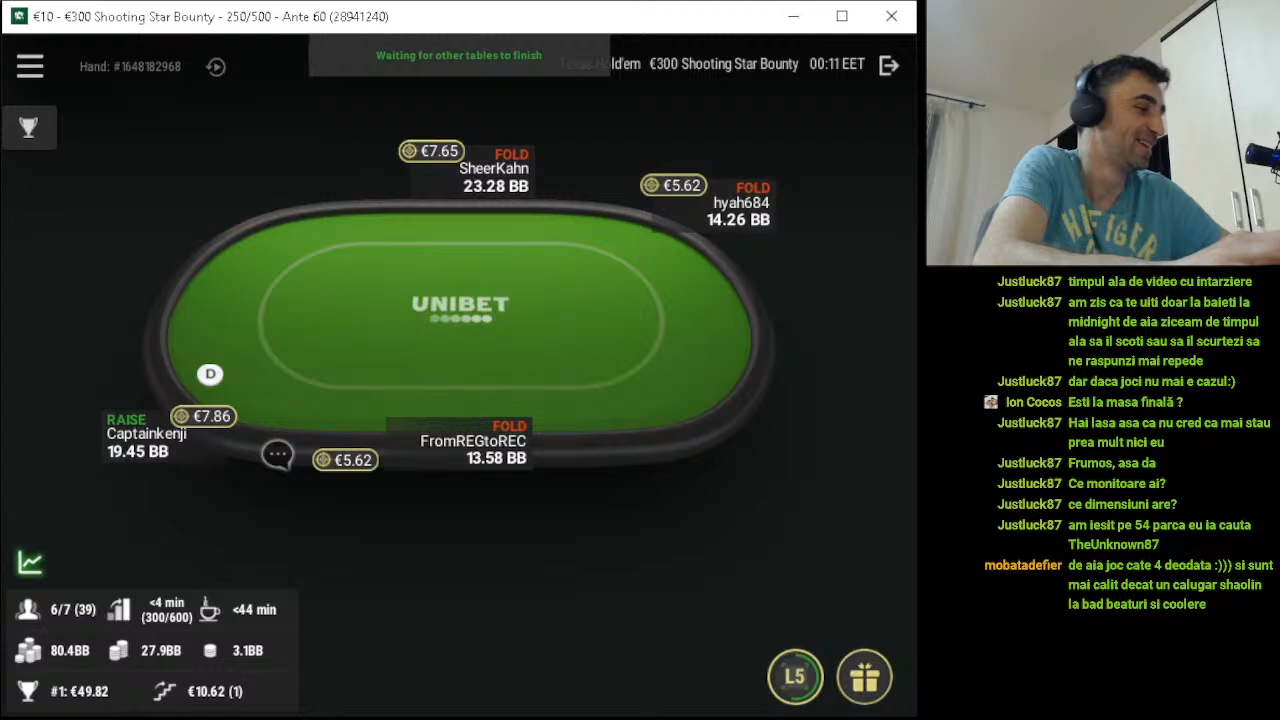 €10 - €300 Shooting Star Bounty - 250/500 - Ante 60 (28941240)
Hand: #1648182968
Waiting for other tables to finish
Hold'em €300 Shooting Star Bounty 00:11 EET
€7.65 FOLD
SheerKahn
23.28 BB
€5.62 FOLD
hyah684
14.26 BB
UNIBET
D
RAISE €7.86
Captainkenji
19.45 BB
FOLD
FromREGtoREC
€5.62 13.58 BB
6/7 (39) <4 min (300/600) <44 min
80.4BB 27.9BB 3.1BB
#1: €49.82 €10.62 (1)
L5
HILFIGER
DEN
Justluck87 timpul ala de video cu intarziere
Justluck87 am zis ca te uiti doar la baieti la
midnight de aia ziceam de timpul
ala sa il scoti sau sa il scurtezi sa
ne raspunzi mai repede
Justluck87 dar daca joci nu mai e cazul:)
Ion Cocos Esti la masa finală ?
Justluck87 Hai lasa asa ca nu cred ca mai stau
prea mult nici eu
Justluck87 Frumos, asa da
Justluck87 Ce monitoare ai?
Justluck87 ce dimensiuni are?
Justluck87 am iesit pe 54 parca eu ia cauta
TheUnknown87
mobatadefier de aia joc cate 4 deodata :))) si sunt
mai calit decat un calugar shaolin
la bad beaturi si coolere